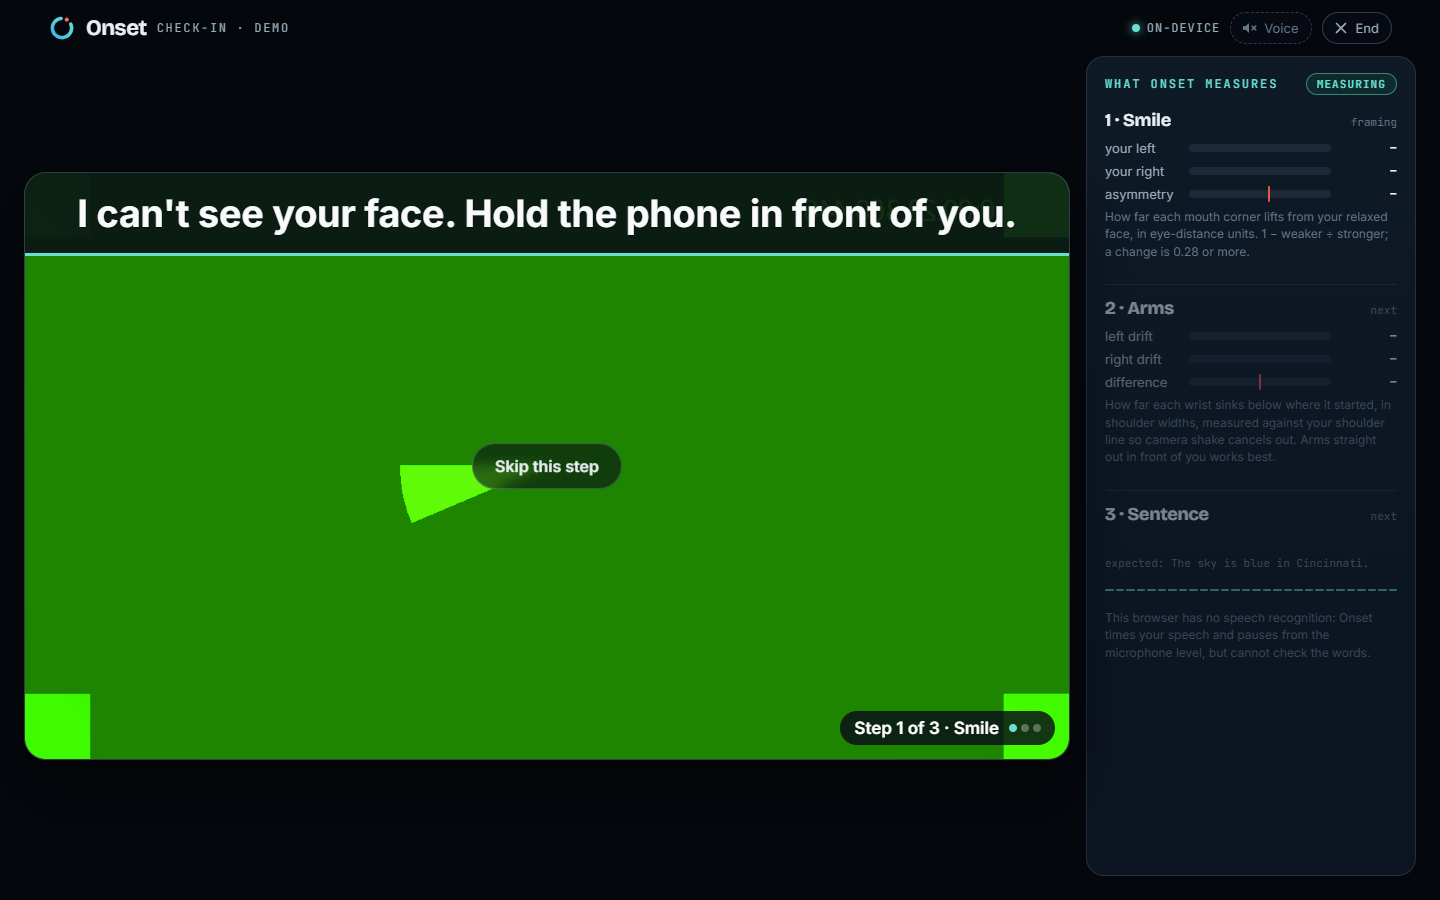 Onset CHECK-IN · DEMO
ON-DEVICE
Voice
End
I can't see your face. Hold the phone in front of you.
Skip this step
Step 1 of 3 · Smile
WHAT ONSET MEASURES
MEASURING
1 · Smile
framing
your left –
your right –
asymmetry –
How far each mouth corner lifts from your relaxed
face, in eye-distance units. 1 − weaker ÷ stronger;
a change is 0.28 or more.
2 · Arms
next
left drift –
right drift –
difference –
How far each wrist sinks below where it started, in
shoulder widths, measured against your shoulder
line so camera shake cancels out. Arms straight
out in front of you works best.
3 · Sentence
next
expected: The sky is blue in Cincinnati.
This browser has no speech recognition: Onset
times your speech and pauses from the
microphone level, but cannot check the words.